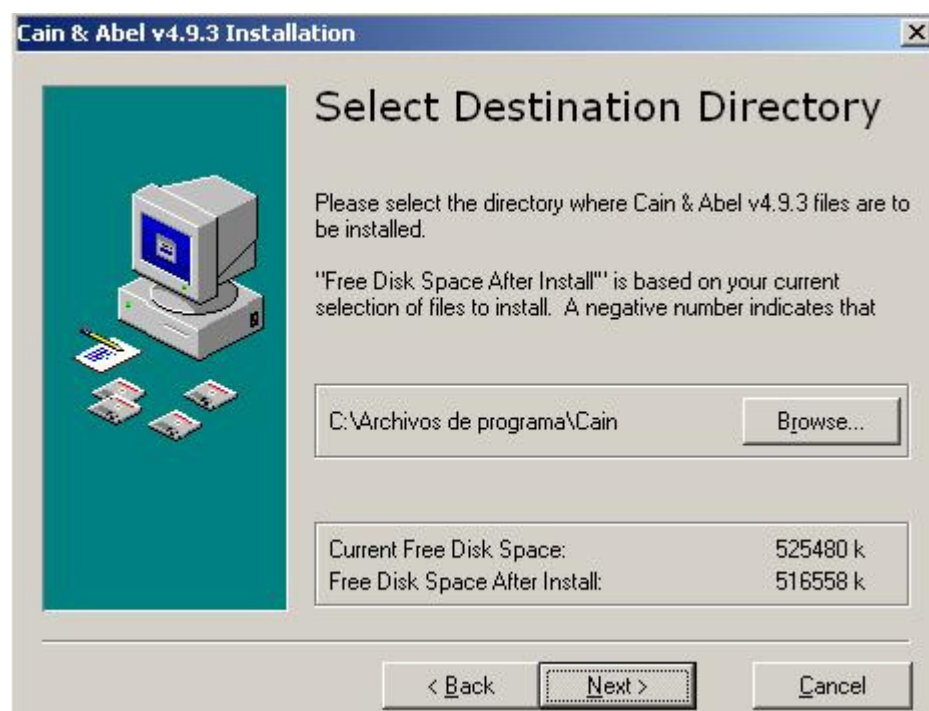 Cain & Abel v4.9.3 Installation
Select Destination Directory
Please select the directory where Cain & Abel v4.9.3 files are to
be installed.
"Free Disk Space After Install'" is based on your current
selection of files to install.  A negative number indicates that
C:\Archivos de programa\Cain
Browse...
Current Free Disk Space: 525480 k
Free Disk Space After Install: 516558 k
< Back
Next >
Cancel